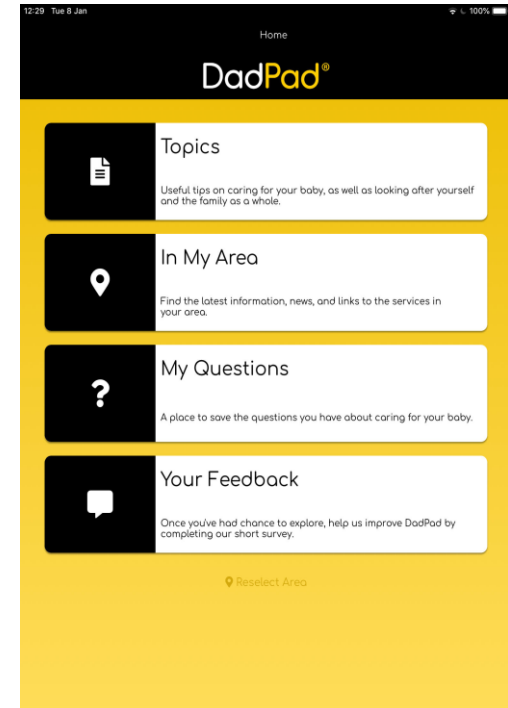 12:29 Tue 8 Jan 100%
Home
DadPad®
Topics
Useful tips on caring for your baby, as well as looking after yourself
and the family as a whole.
In My Area
Find the latest information, news, and links to the services in
your area.
My Questions
A place to save the questions you have about caring for your baby.
Your Feedback
Once you've had chance to explore, help us improve DadPad by
completing our short survey.
Reselect Area